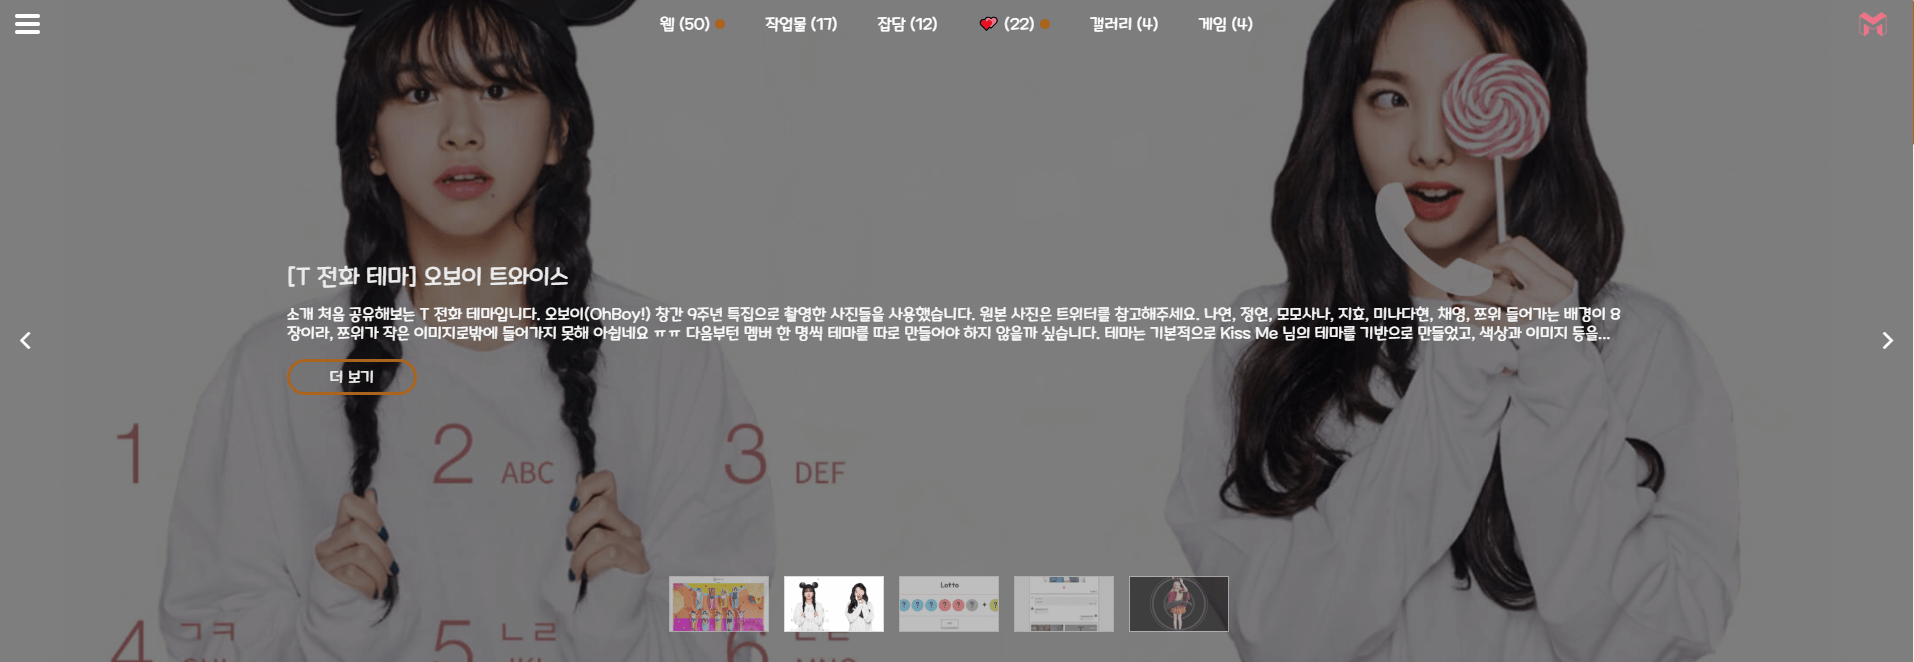 웹 (50)
작업물 (17)
잡담 (12)
(22)
갤러리 (4)
게임 (4)
[T 전화 테마] 오보이 트와이스
소개 처음 공유해보는 T 전화 테마입니다. 오보이(OhBoy!) 창간 9주년 특집으로 촬영한 사진들을 사용했습니다. 원본 사진은 트위터를 참고해주세요. 나연, 정연, 모모사나, 지효, 미나다현, 채영, 쯔위 들어가는 배경이 8
장이라, 쯔위가 작은 이미지로밖에 들어가지 못해 아쉽네요 ㅠㅠ 다음부턴 멤버 한 명씩 테마를 따로 만들어야 하지 않을까 싶습니다. 테마는 기본적으로 Kiss Me 님의 테마를 기반으로 만들었고, 색상과 이미지 등을...
더 보기
1
2 ABC
3 DEF
Lotto
4 ㄱㅋ
5 ㄴㄹ
6